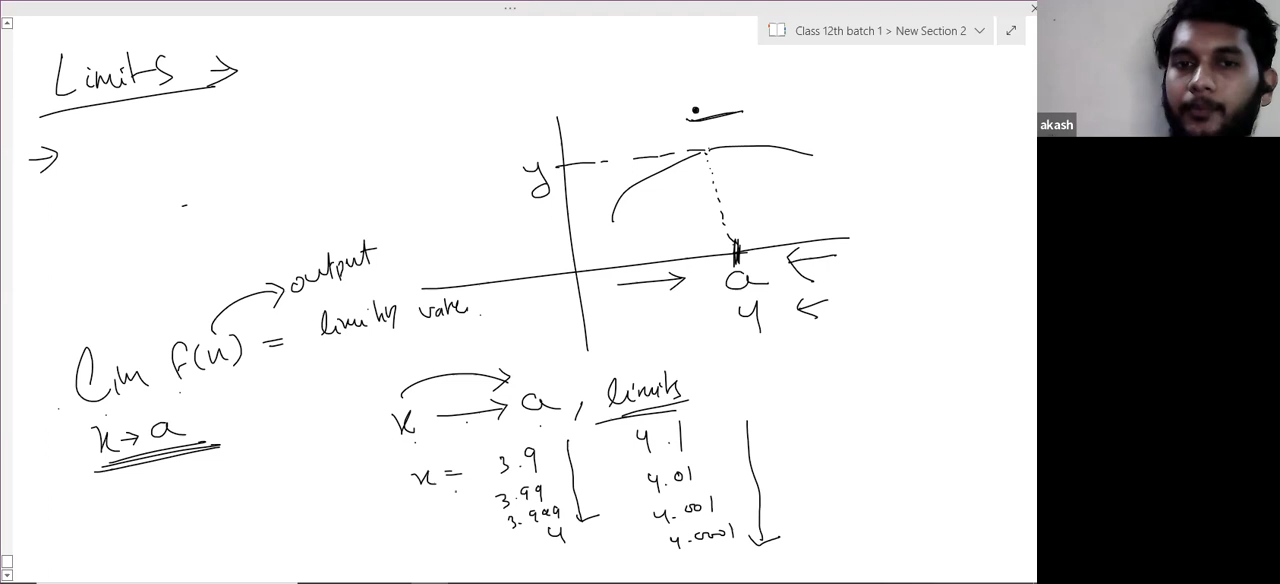 Class 12th batch 1 > New Section 2
akash
Limits →
→
y
a
4
output
Lim f(x) = limiting value.
x → a
x → a, limits
x = 3.9 4.1
3.99 4.01
3.999 4.001
4 4.0001